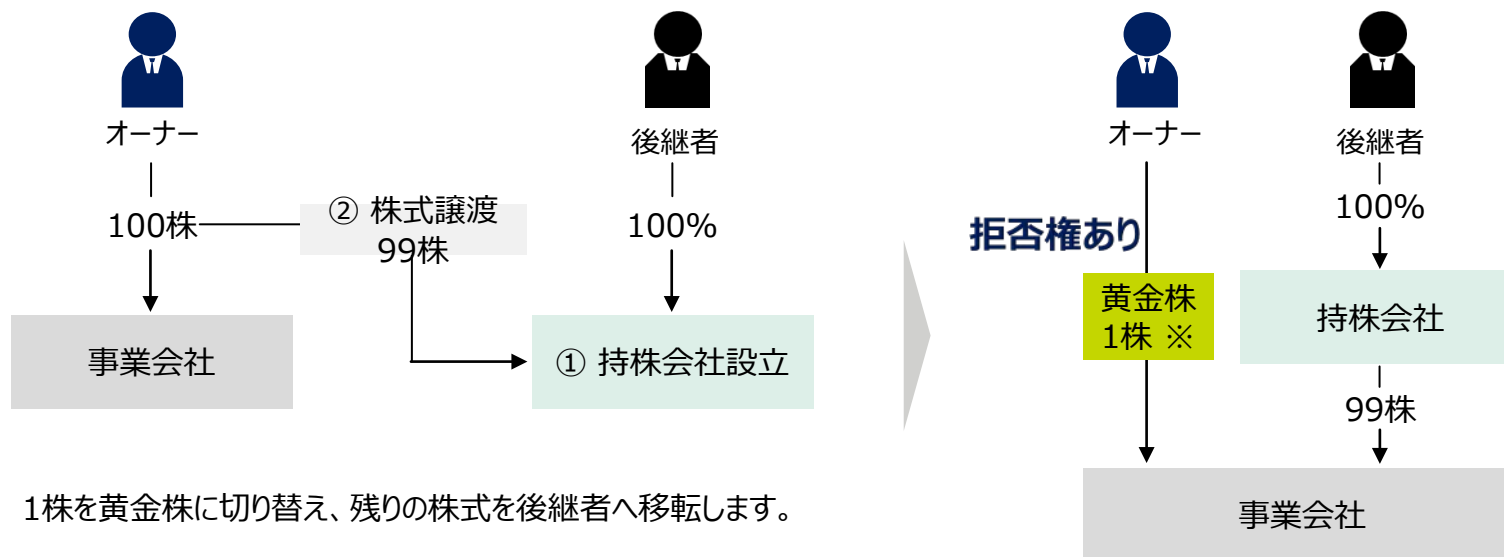 オーナー
後継者
100株
② 株式譲渡
99株
100%
事業会社
① 持株会社設立
1株を黄金株に切り替え、残りの株式を後継者へ移転します。
オーナー
後継者
拒否権あり
100%
黄金株
1株 ※
持株会社
99株
事業会社